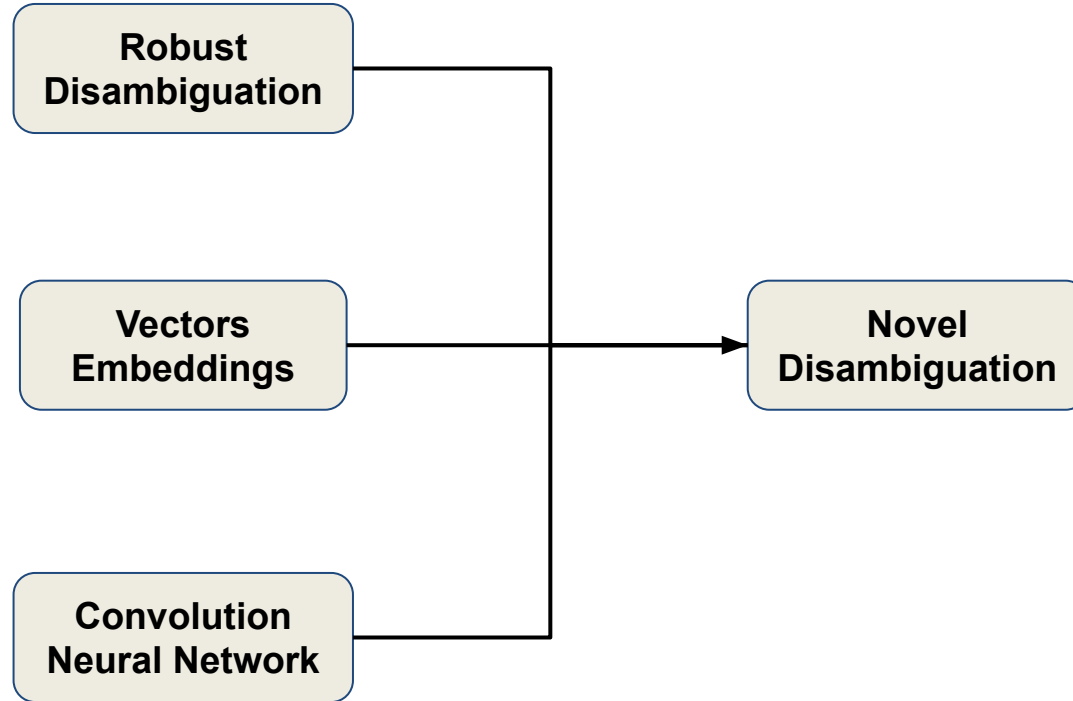 Robust
Disambiguation
Vectors
Embeddings
Novel
Disambiguation
Convolution
Neural Network